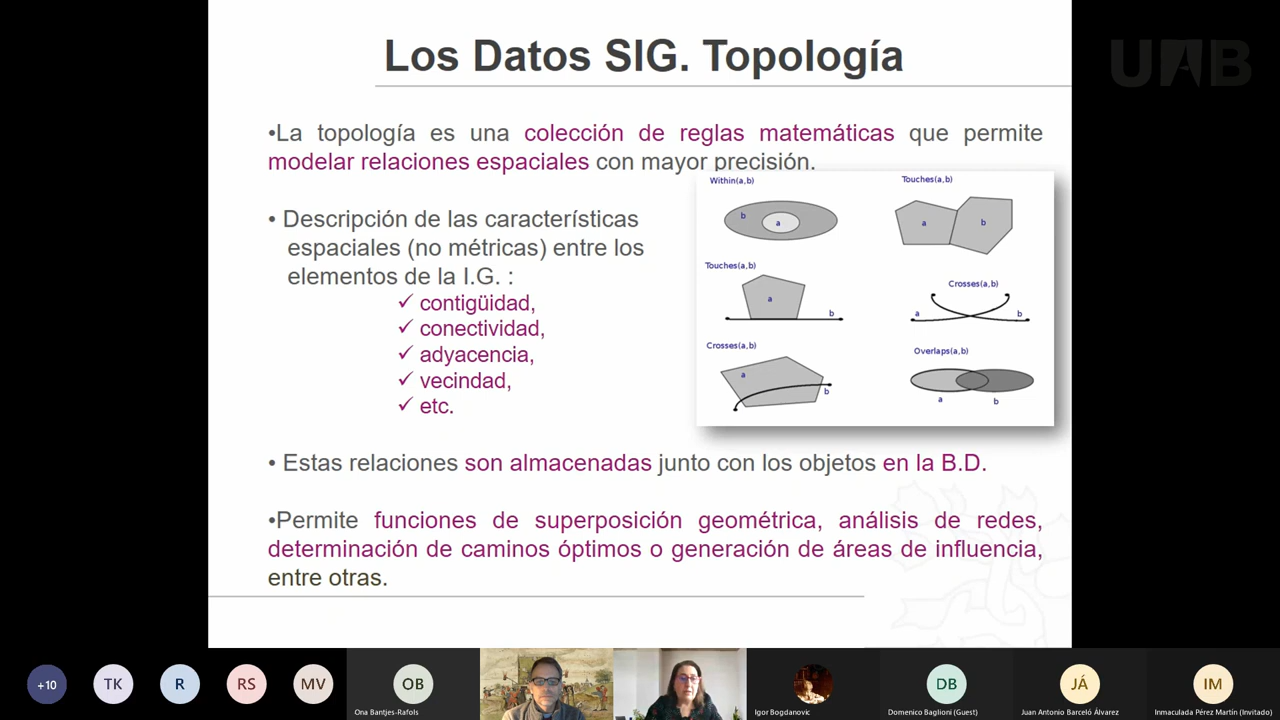 Los Datos SIG. Topología
UAB
•La topología es una colección de reglas matemáticas que permite
modelar relaciones espaciales con mayor precisión.
• Descripción de las características
espaciales (no métricas) entre los
elementos de la I.G. :
✓ contigüidad,
✓ conectividad,
✓ adyacencia,
✓ vecindad,
✓ etc.
Within(a,b)
b
a
Touches(a,b)
a
b
Touches(a,b)
a
b
Crosses(a,b)
a
b
Crosses(a,b)
a
b
Overlaps(a,b)
a
b
• Estas relaciones son almacenadas junto con los objetos en la B.D.
•Permite funciones de superposición geométrica, análisis de redes,
determinación de caminos óptimos o generación de áreas de influencia,
entre otras.
+10
TK
R
RS
MV
OB
Ona Bantjes-Rafols
Igor Bogdanovic
DB
Domenico Baglioni (Guest)
JÁ
Juan Antonio Barceló Álvarez
IM
Inmaculada Pérez Martín (Invitado)